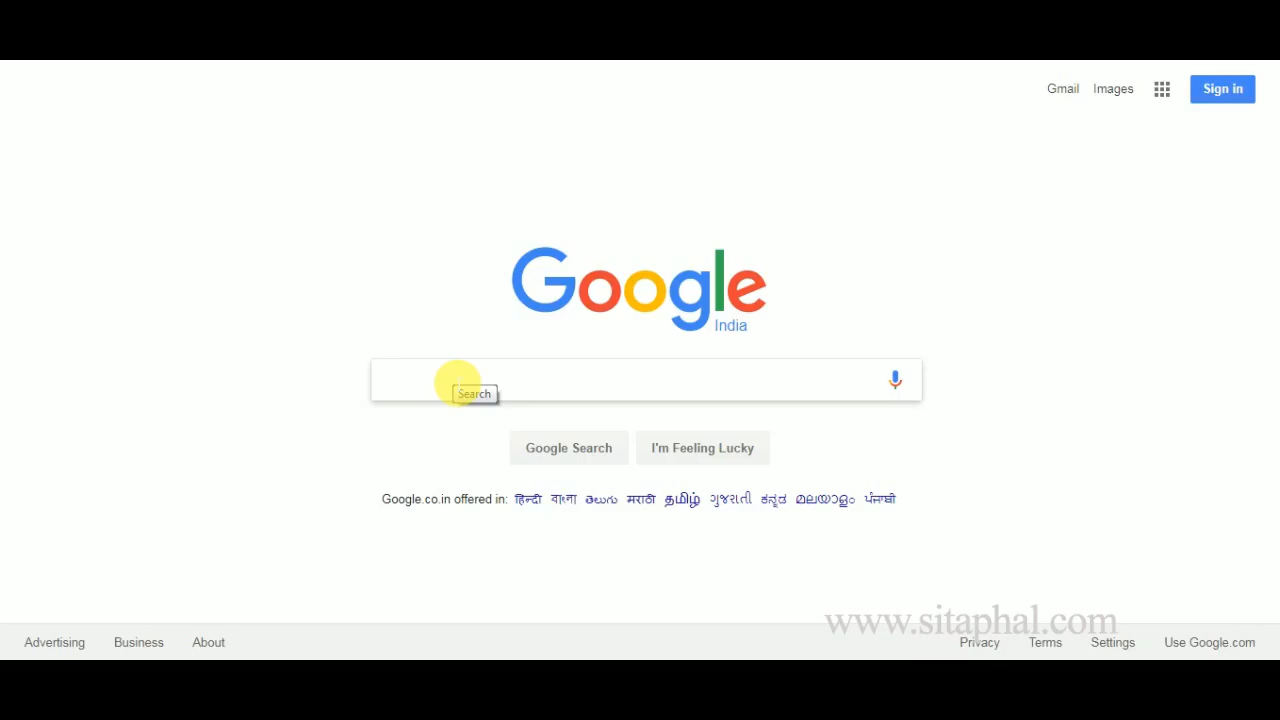 Gmail Images Sign in
Google
India
Search
Google Search I'm Feeling Lucky
Google.co.in offered in: हिन्दी বাংলা తెలుగు मराठी தமிழ் ગુજરાતી ಕನ್ನಡ മലയാളം ਪੰਜਾਬੀ
www.sitaphal.com
Advertising Business About Privacy Terms Settings Use Google.com